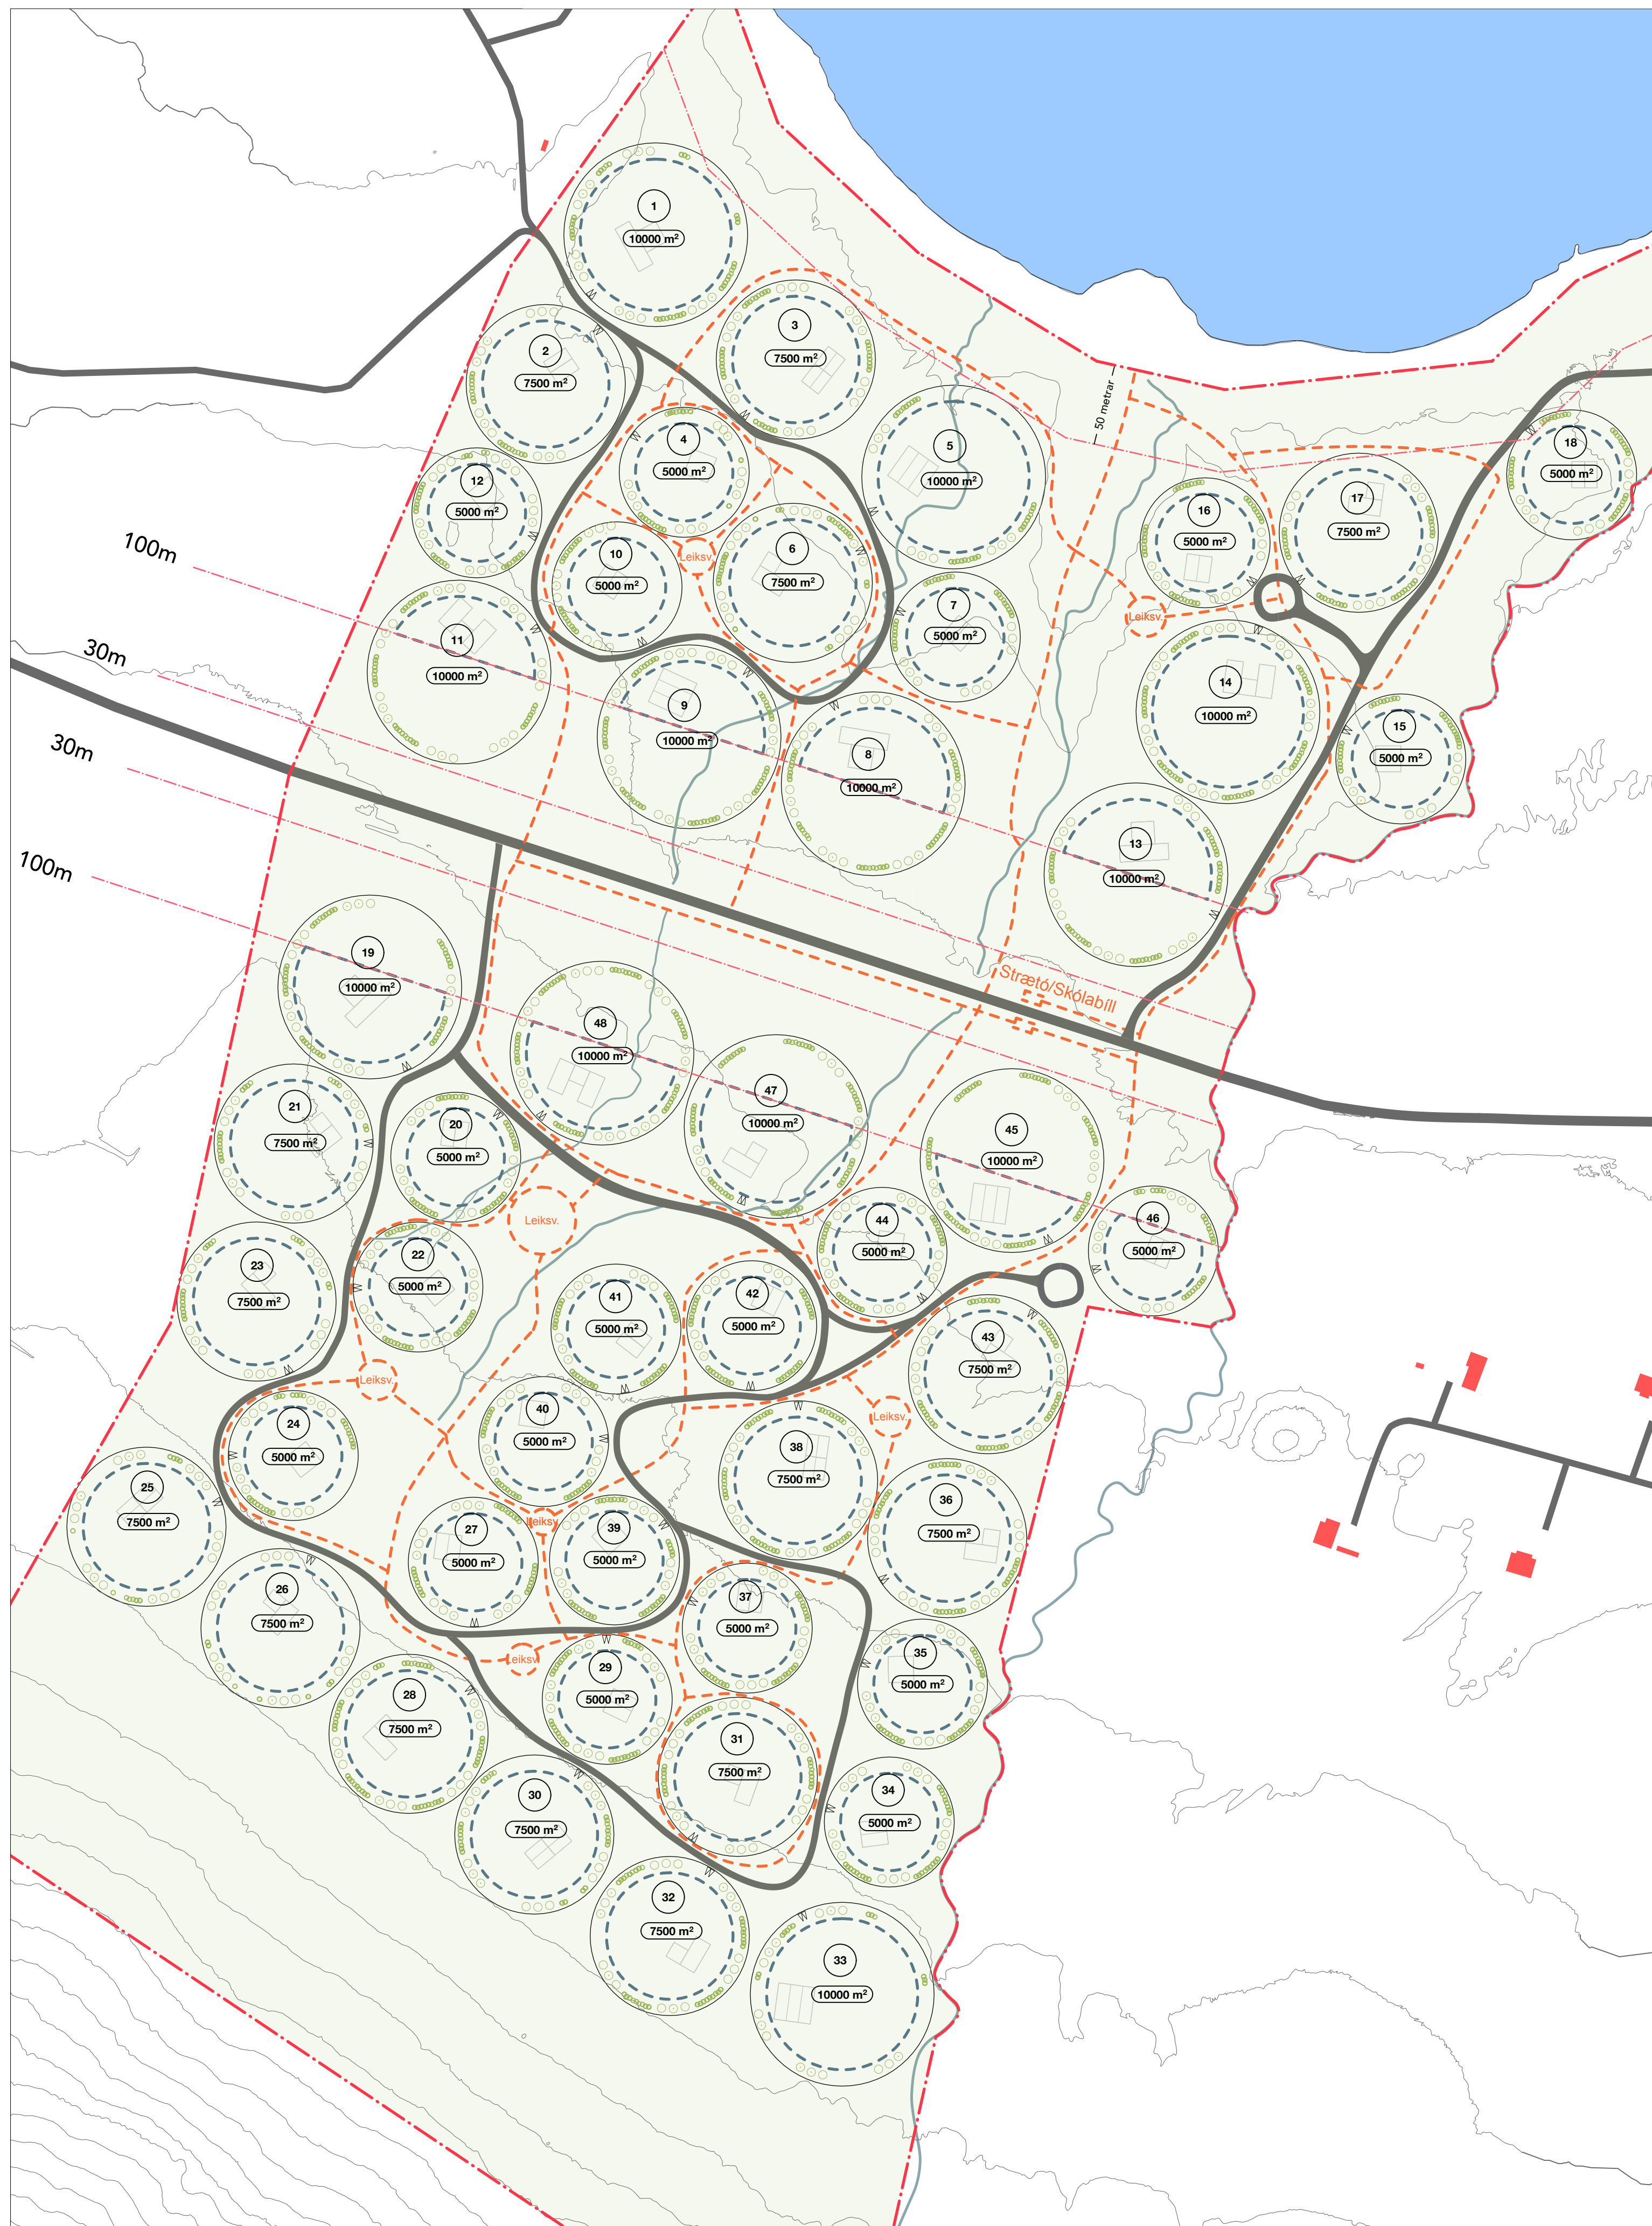 1
10000 m²
2
7500 m²
3
7500 m²
50 metrar
4
5000 m²
5
10000 m²
18
5000 m²
12
5000 m²
16
5000 m²
17
7500 m²
100m
10
5000 m²
Leiksv.
6
7500 m²
7
5000 m²
Leiksv.
30m
11
10000 m²
9
10000 m²
14
10000 m²
8
10000 m²
15
5000 m²
30m
13
10000 m²
100m
19
10000 m²
Strætó/Skólabíll
48
10000 m²
47
10000 m²
21
7500 m²
20
5000 m²
45
10000 m²
Leiksv.
44
5000 m²
46
5000 m²
23
7500 m²
22
5000 m²
41
5000 m²
42
5000 m²
43
7500 m²
Leiksv.
Leiksv.
24
5000 m²
40
5000 m²
38
7500 m²
25
7500 m²
36
7500 m²
27
5000 m²
Leiksv.
39
5000 m²
26
7500 m²
37
5000 m²
Leiksv.
29
5000 m²
35
5000 m²
28
7500 m²
31
7500 m²
30
7500 m²
34
5000 m²
32
7500 m²
33
10000 m²